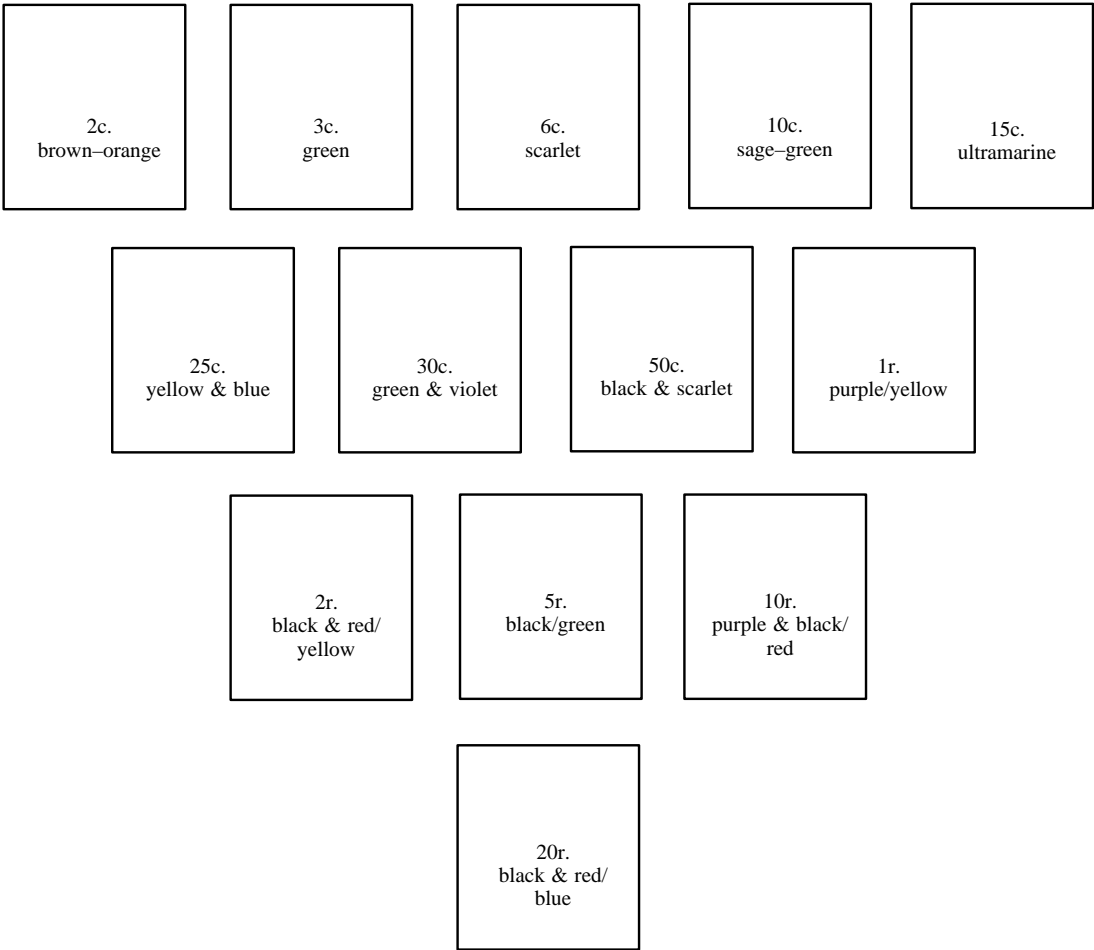 2c.
brown–orange
3c.
green
6c.
scarlet
10c.
sage–green
15c.
ultramarine
25c.
yellow & blue
30c.
green & violet
50c.
black & scarlet
1r.
purple/yellow
2r.
black & red/
yellow
5r.
black/green
10r.
purple & black/
red
20r.
black & red/
blue